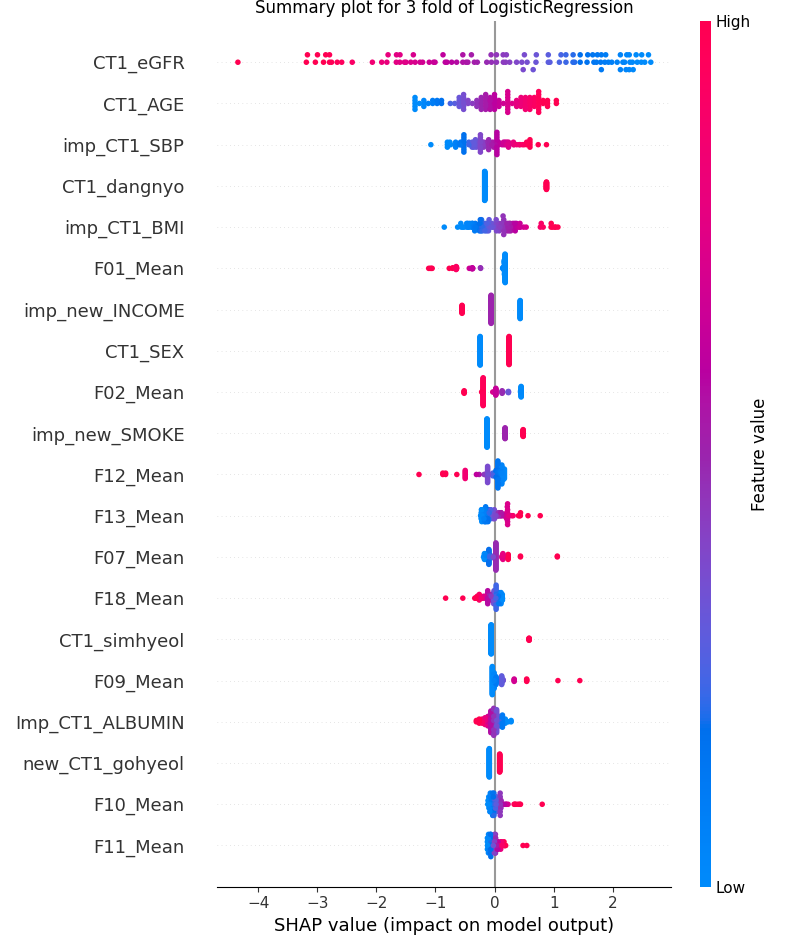 Summary plot for 3 fold of LogisticRegression
High
CT1_eGFR
CT1_AGE
imp_CT1_SBP
CT1_dangnyo
imp_CT1_BMI
F01_Mean
imp_new_INCOME
CT1_SEX
F02_Mean
imp_new_SMOKE
F12_Mean
F13_Mean
F07_Mean
F18_Mean
CT1_simhyeol
F09_Mean
Imp_CT1_ALBUMIN
new_CT1_gohyeol
F10_Mean
F11_Mean
Feature value
Low
−4 −3 −2 −1 0 1 2
SHAP value (impact on model output)